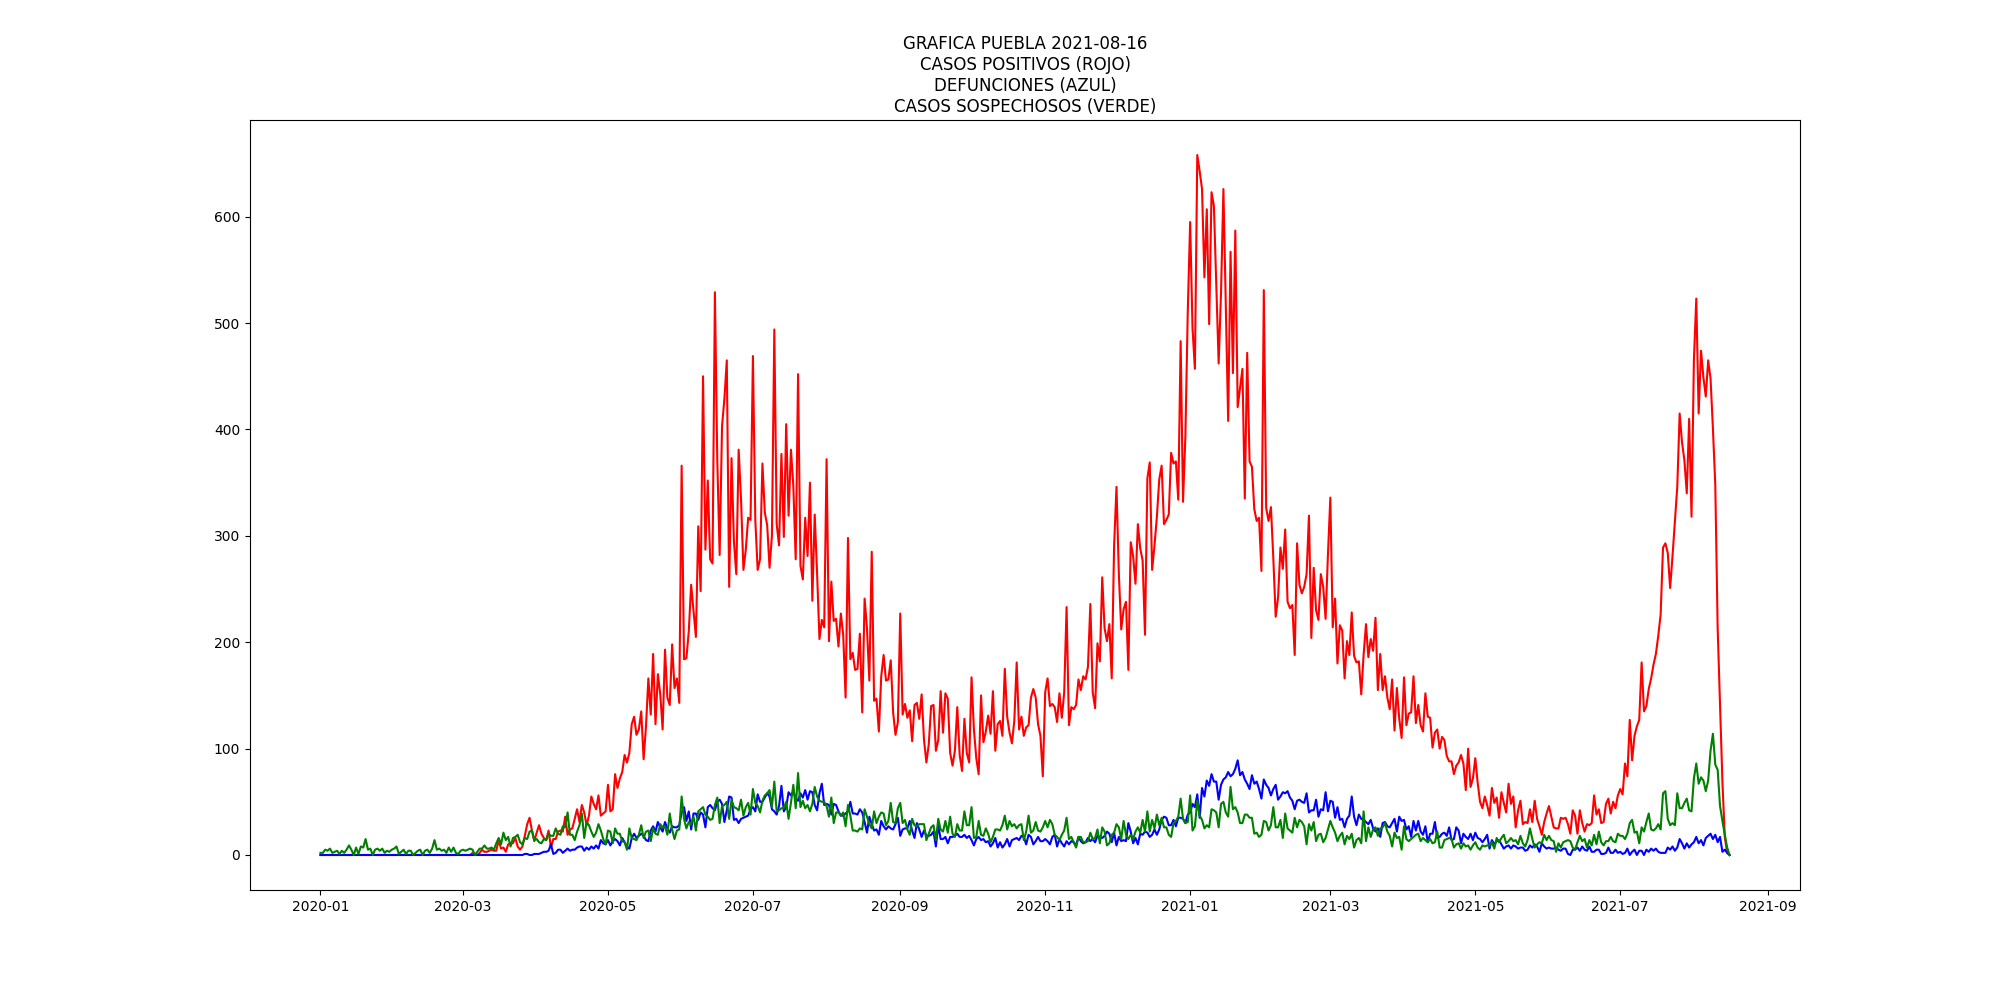 GRAFICA PUEBLA 2021-08-16
CASOS POSITIVOS (ROJO)
DEFUNCIONES (AZUL)
CASOS SOSPECHOSOS (VERDE)
600
500
400
300
200
100
0
2020-01 2020-03 2020-05 2020-07 2020-09 2020-11 2021-01 2021-03 2021-05 2021-07 2021-09